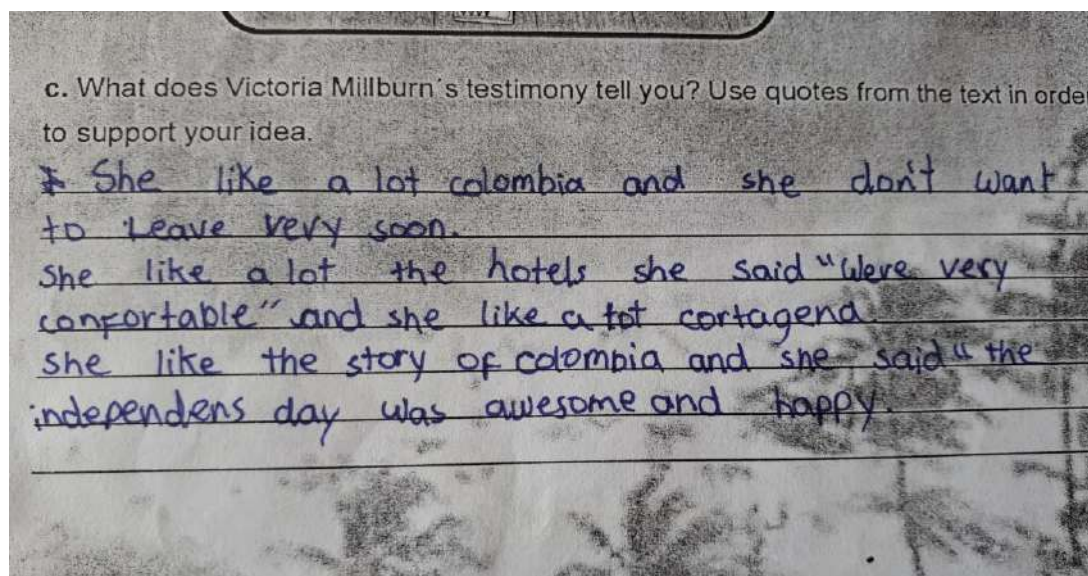 c. What does Victoria Millburn´s testimony tell you? Use quotes from the text in order
to support your idea.
* She like a lot colombia and she don't want
to Leave very soon.
She like a lot the hotels she said "Were very
confortable" and she like a lot cortagena.
She like the story of colombia and she said "the
independens day was awesome and happy.